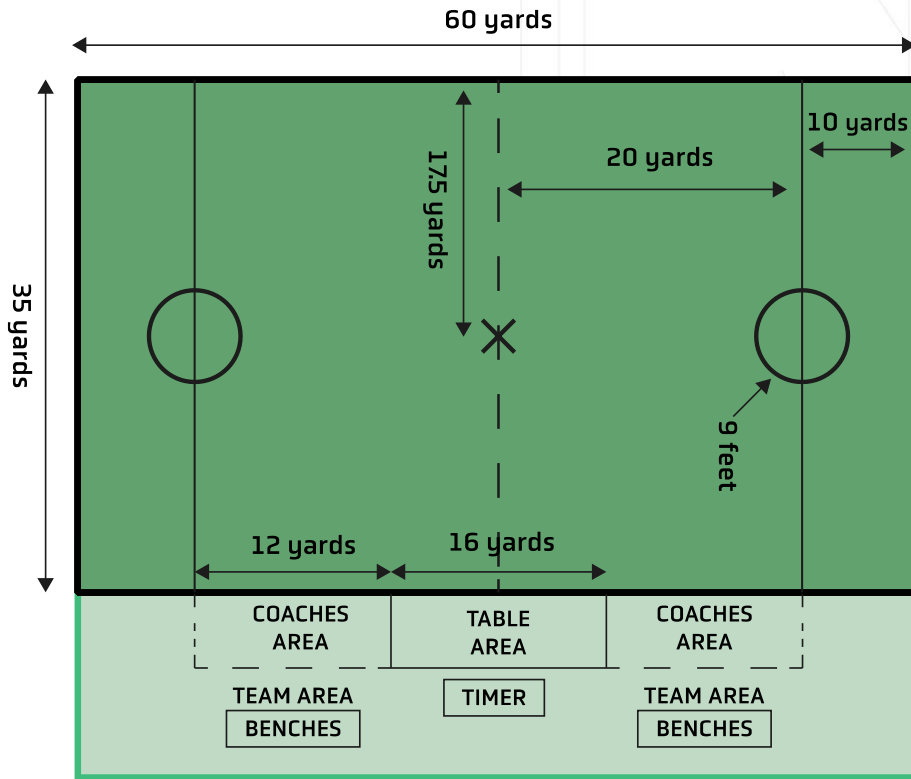 60 yards
10 yards
20 yards
17.5 yards
35 yards
9 feet
12 yards
16 yards
COACHES
AREA
TABLE
AREA
COACHES
AREA
TEAM AREA
BENCHES
TIMER
TEAM AREA
BENCHES